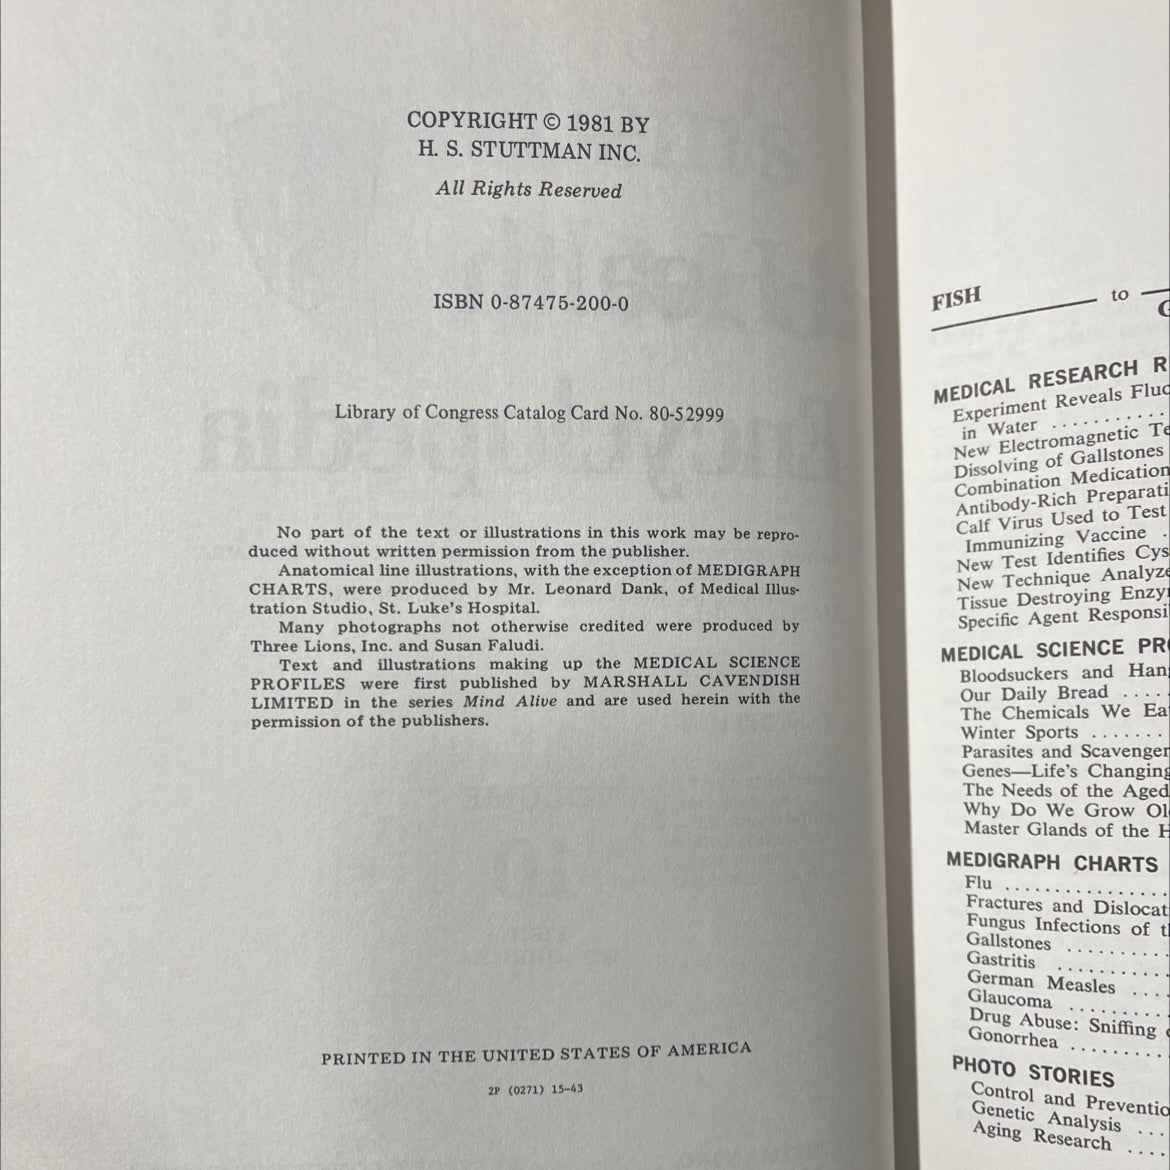 COPYRIGHT © 1981 BY
H. S. STUTTMAN INC.
All Rights Reserved
ISBN 0-87475-200-0
Library of Congress Catalog Card No. 80-52999
No part of the text or illustrations in this work may be repro-
duced without written permission from the publisher.
Anatomical line illustrations, with the exception of MEDIGRAPH
CHARTS, were produced by Mr. Leonard Dank, of Medical Illus-
tration Studio, St. Luke's Hospital.
Many photographs not otherwise credited were produced by
Three Lions, Inc. and Susan Faludi.
Text and illustrations making up the MEDICAL SCIENCE
PROFILES were first published by MARSHALL CAVENDISH
LIMITED in the series Mind Alive and are used herein with the
permission of the publishers.
PRINTED IN THE UNITED STATES OF AMERICA
2P (0271) 15-43
FISH to
MEDICAL RESEARCH
Experiment Reveals
in Water ...........
New Electromagnetic
Dissolving of Gallstones
Combination Medication
Antibody-Rich
Calf Virus Used to Test
Immunizing Vaccine .
New Test Identifies
New Technique
Tissue Destroying
Specific Agent
MEDICAL SCIENCE
Bloodsuckers and
Our Daily Bread ....
The Chemicals We
Winter Sports .......
Parasites and
Genes—Life's Changing
The Needs of the Aged
Why Do We Grow
Master Glands of the
MEDIGRAPH CHARTS
Flu ................
Fractures and
Fungus Infections of
Gallstones ..........
Gastritis ...........
German Measles ....
Glaucoma ..........
Drug Abuse: Sniffing
Gonorrhea ..........
PHOTO STORIES
Control and
Genetic Analysis ...
Aging Research ....